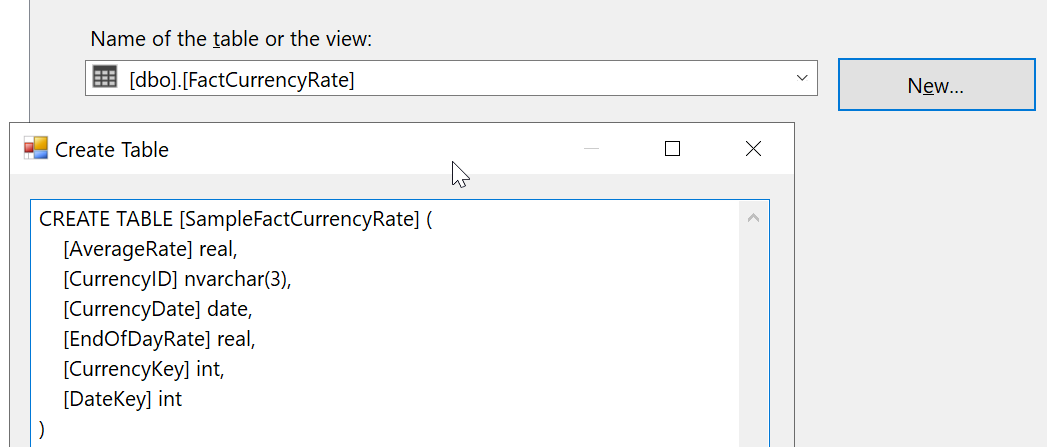 Name of the table or the view:
[dbo].[FactCurrencyRate]
New...
Create Table
CREATE TABLE [SampleFactCurrencyRate] (
[AverageRate] real,
[CurrencyID] nvarchar(3),
[CurrencyDate] date,
[EndOfDayRate] real,
[CurrencyKey] int,
[DateKey] int
)